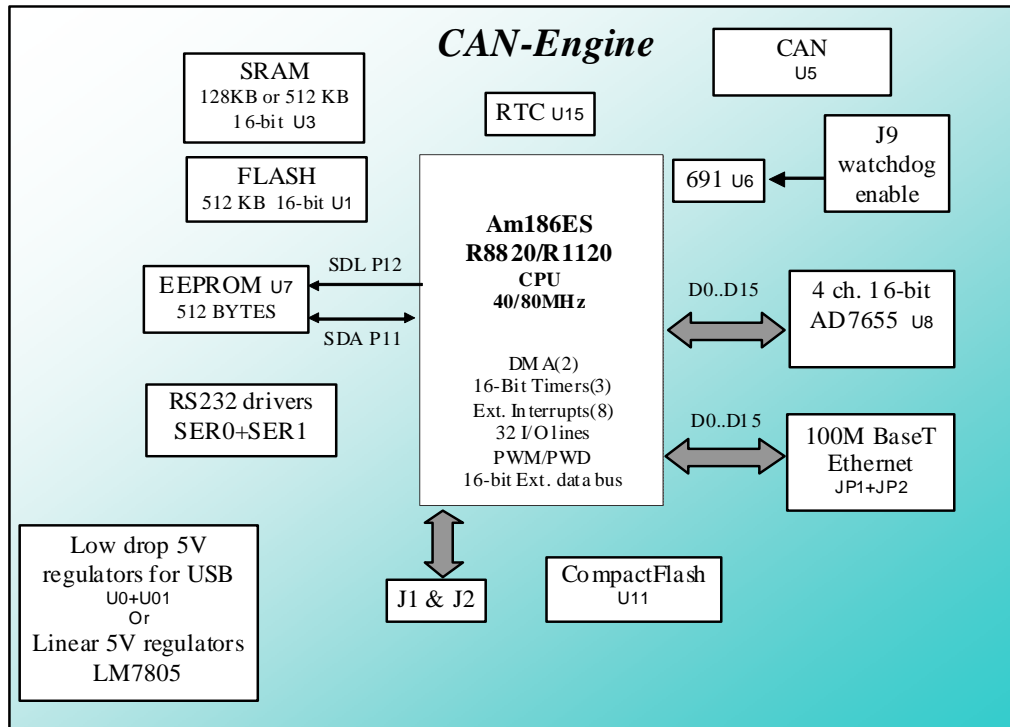 CAN-Engine
CAN
U5
SRAM
128KB or 512 KB
16-bit U3
RTC U15
J9
watchdog
enable
FLASH
512 KB 16-bit U1
691 U6
Am186ES
R8820/R1120
CPU
40/80MHz
SDL P12
EEPROM U7
512 BYTES
SDA P11
D0..D15
4 ch. 16-bit
AD7655 U8
DMA(2)
16-Bit Timers(3)
Ext. Interrupts(8)
32 I/O lines
PWM/PWD
16-bit Ext. data bus
RS232 drivers
SER0+SER1
D0..D15
100M BaseT
Ethernet
JP1+JP2
Low drop 5V
regulators for USB
U0+U01
Or
Linear 5V regulators
LM7805
J1 & J2
CompactFlash
U11